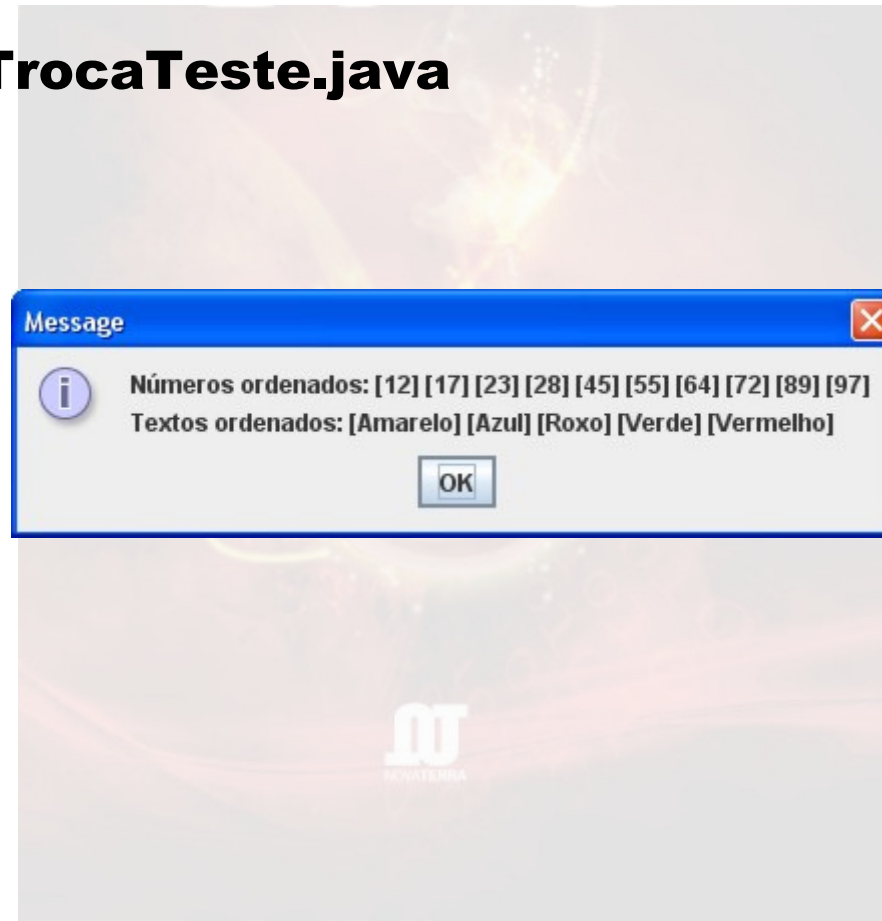 TrocaTeste.java
Message
Números ordenados: [12] [17] [23] [28] [45] [55] [64] [72] [89] [97]
Textos ordenados: [Amarelo] [Azul] [Roxo] [Verde] [Vermelho]
OK
NOVATERRA